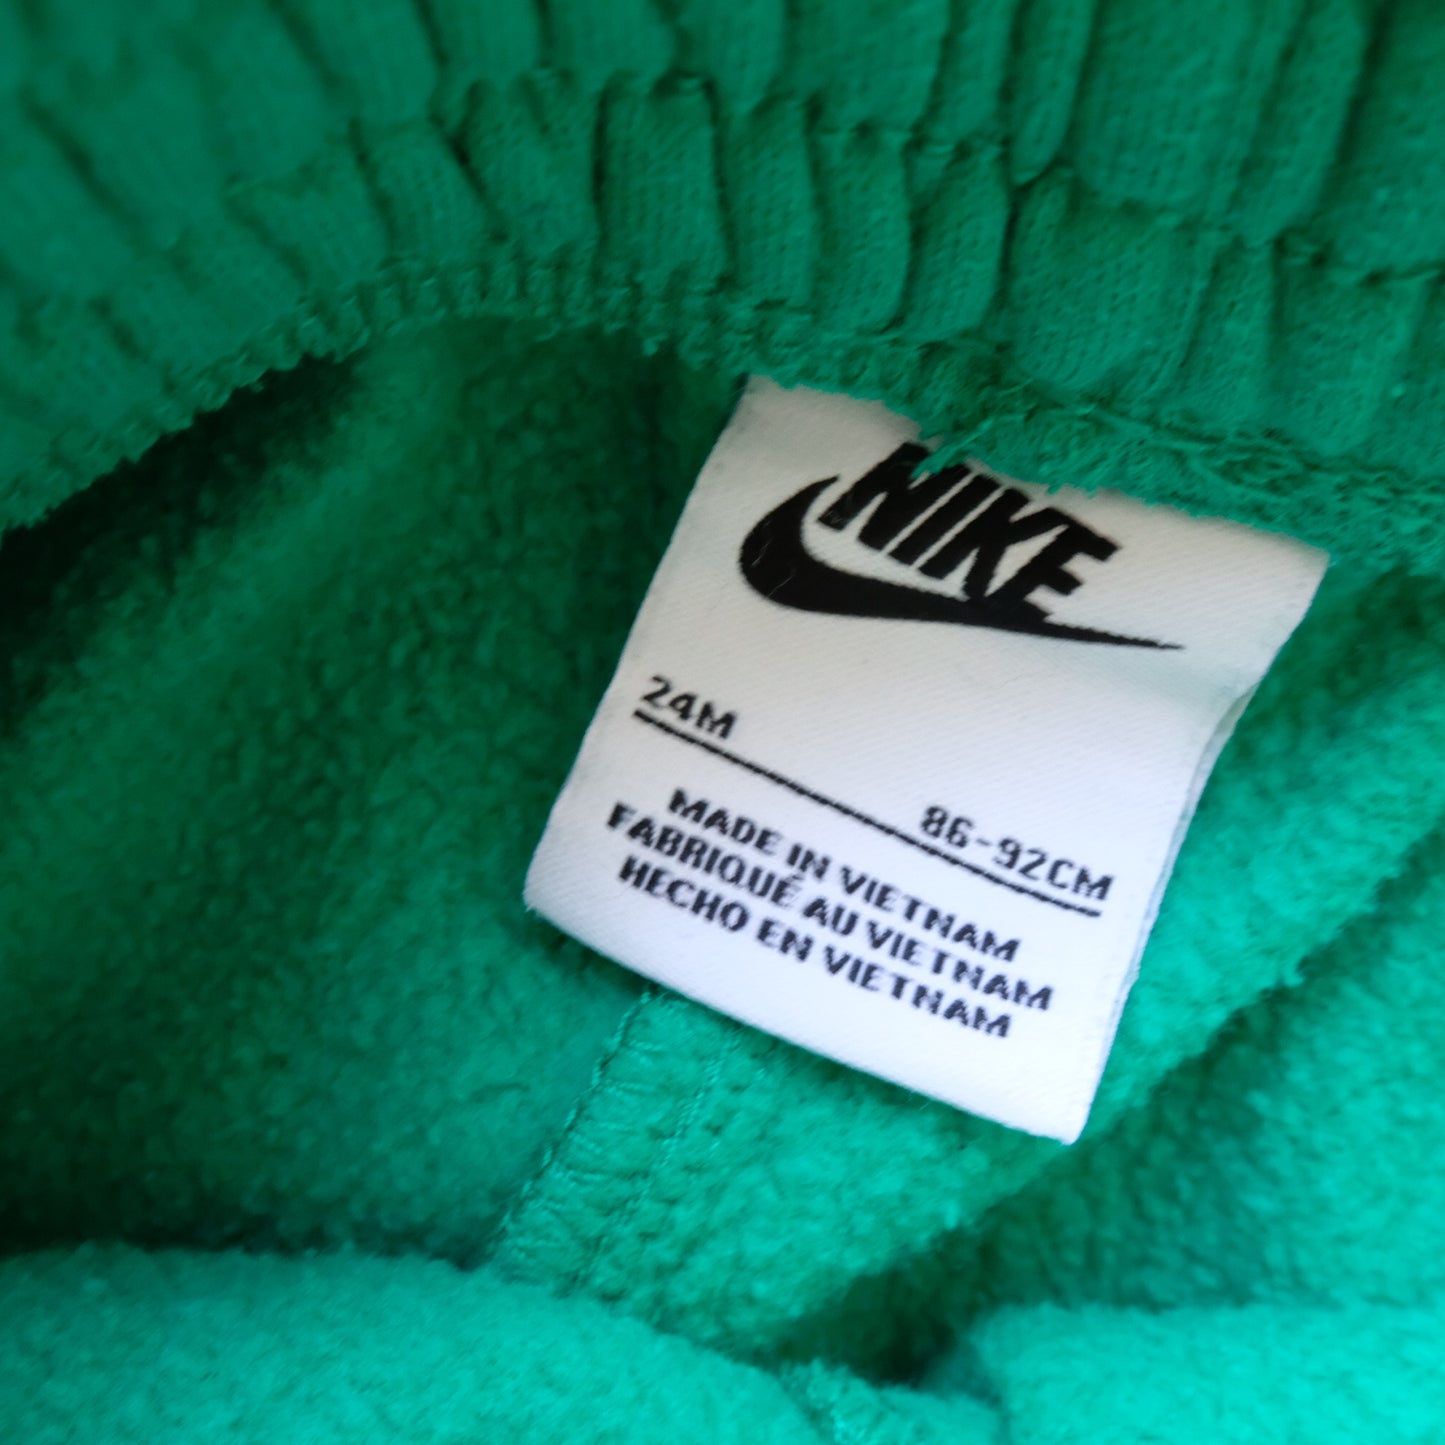 NIKE
24M
86-92CM
MADE IN VIETNAM
FABRIQUÉ AU VIETNAM
HECHO EN VIETNAM